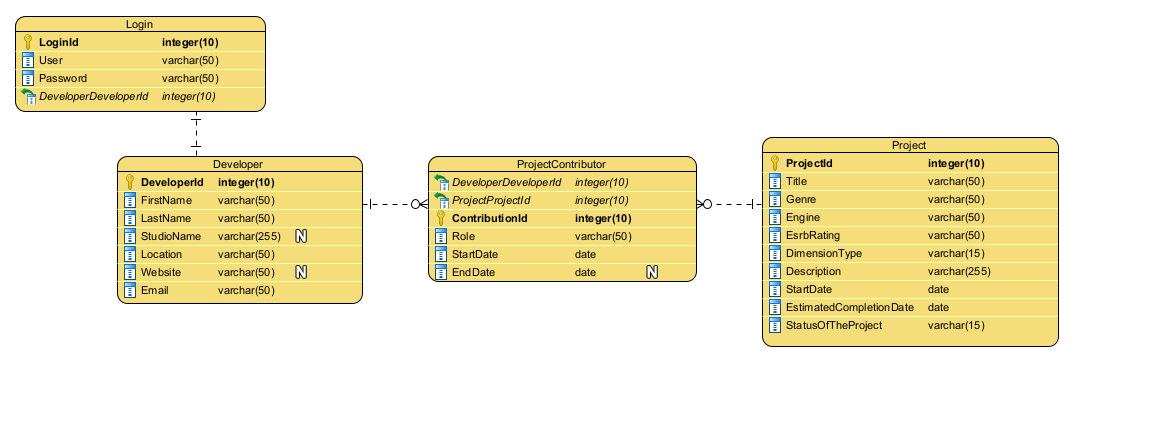 Login
LoginId integer(10)
User varchar(50)
Password varchar(50)
DeveloperDeveloperId integer(10)
Developer
DeveloperId integer(10)
FirstName varchar(50)
LastName varchar(50)
StudioName varchar(255) N
Location varchar(50)
Website varchar(50) N
Email varchar(50)
ProjectContributor
DeveloperDeveloperId integer(10)
ProjectProjectId integer(10)
ContributionId integer(10)
Role varchar(50)
StartDate date
EndDate date N
Project
ProjectId integer(10)
Title varchar(50)
Genre varchar(50)
Engine varchar(50)
EsrbRating varchar(50)
DimensionType varchar(15)
Description varchar(255)
StartDate date
EstimatedCompletionDate date
StatusOfTheProject varchar(15)